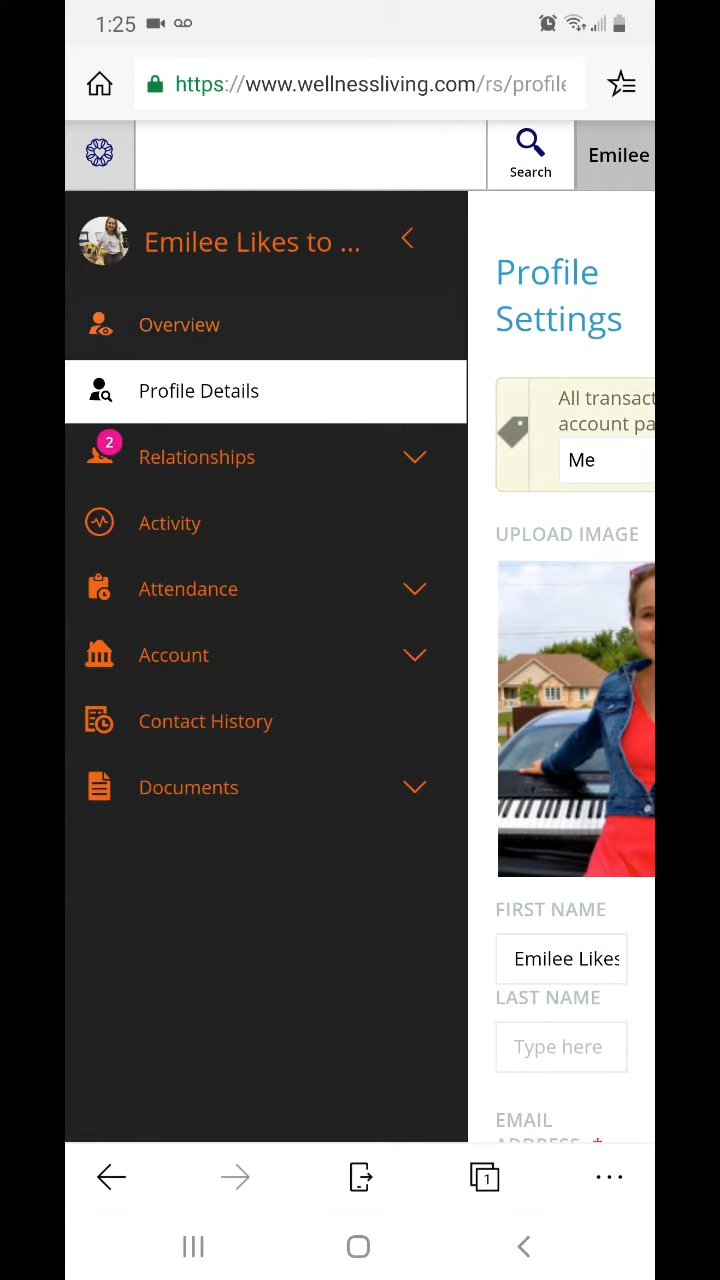 1:25
https://www.wellnessliving.com/rs/profile
Search
Emilee
Emilee Likes to ...
Overview
Profile Details
2
Relationships
Activity
Attendance
Account
Contact History
Documents
Profile
Settings
All transact
account pa
Me
UPLOAD IMAGE
FIRST NAME
Emilee Likes
LAST NAME
Type here
EMAIL
ADDRESS *
1